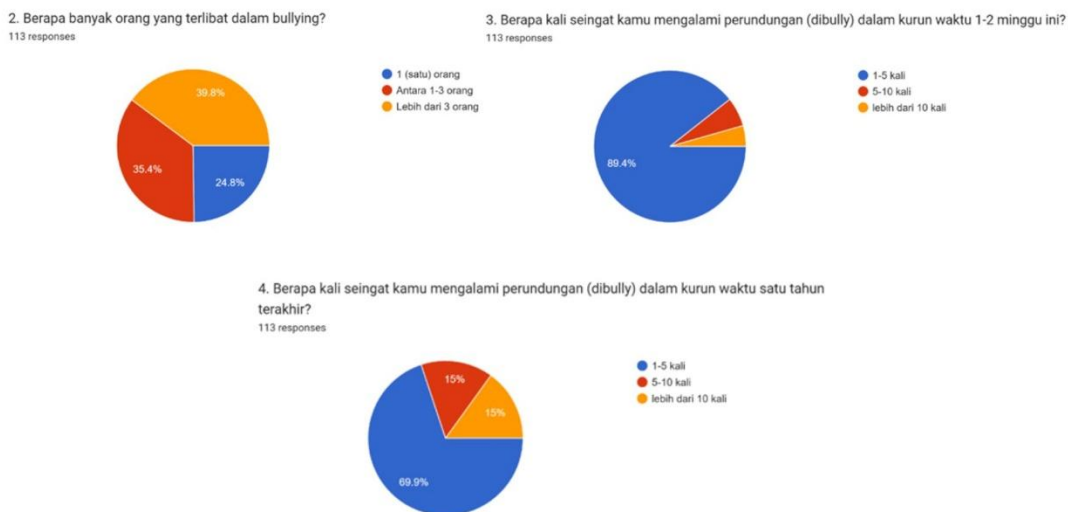 2. Berapa banyak orang yang terlibat dalam bullying?
113 responses
39.8%
35.4%
24.8%
1 (satu) orang
Antara 1-3 orang
Lebih dari 3 orang
3. Berapa kali seingat kamu mengalami perundungan (dibully) dalam kurun waktu 1-2 minggu ini?
113 responses
89.4%
1-5 kali
5-10 kali
lebih dari 10 kali
4. Berapa kali seingat kamu mengalami perundungan (dibully) dalam kurun waktu satu tahun
terakhir?
113 responses
15%
15%
69.9%
1-5 kali
5-10 kali
lebih dari 10 kali